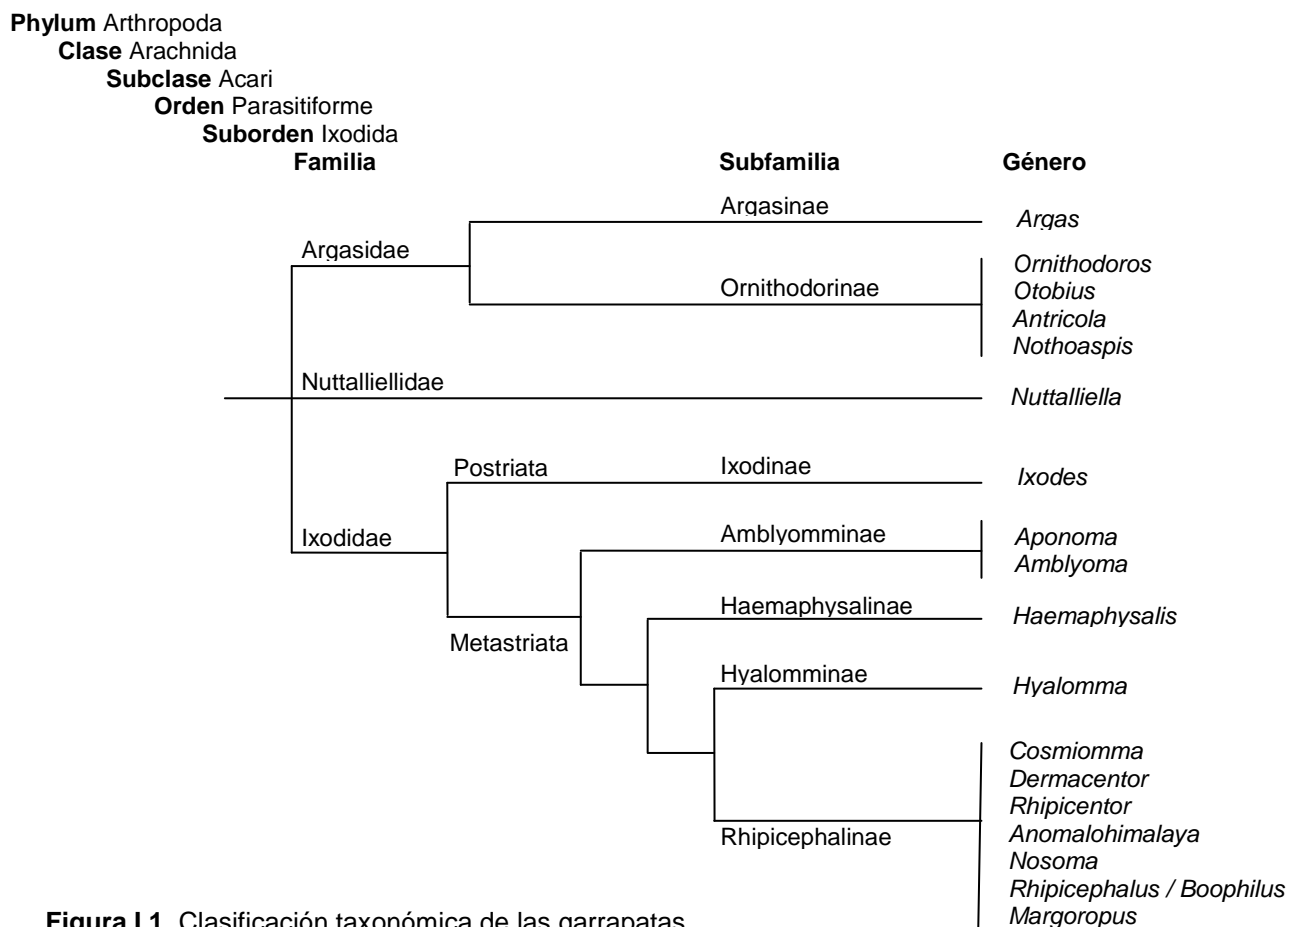 Phylum Arthropoda
Clase Arachnida
Subclase Acari
Orden Parasitiforme
Suborden Ixodida
Familia Subfamilia Género
Argasinae
Argas
Argasidae
Ornithodoros
Ornithodorinae
Otobius
Antricola
Nothoaspis
Nuttalliellidae
Nuttalliella
Postriata
Ixodinae
Ixodes
Ixodidae
Amblyomminae
Aponoma
Amblyoma
Haemaphysalinae
Haemaphysalis
Metastriata
Hyalomminae
Hyalomma
Cosmiomma
Dermacentor
Rhipicentor
Rhipicephalinae
Anomalohimalaya
Nosoma
Rhipicephalus / Boophilus
Margoropus
Figura I.1. Clasificación taxonómica de las garrapatas